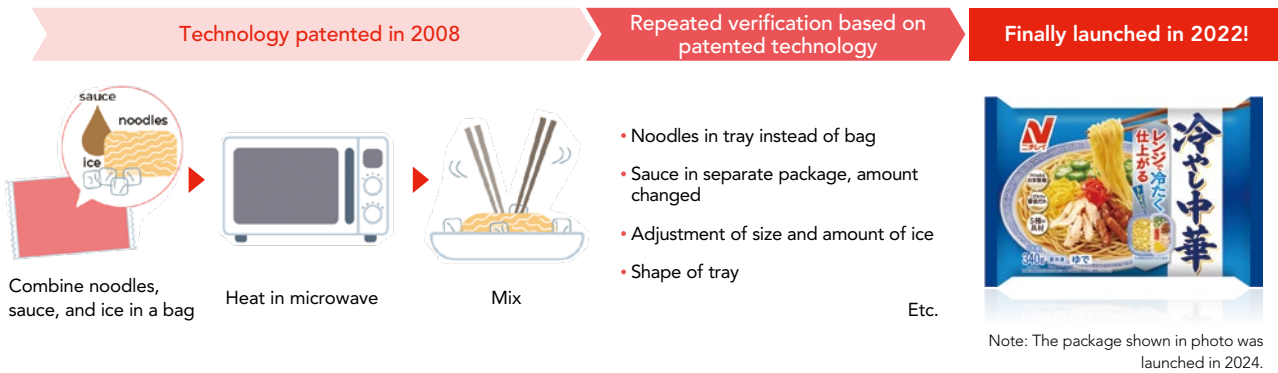 Technology patented in 2008
Repeated verification based on
patented technology
Finally launched in 2022!
sauce
noodles
ice
Combine noodles,
sauce, and ice in a bag
Heat in microwave
Mix
• Noodles in tray instead of bag
• Sauce in separate package, amount
changed
• Adjustment of size and amount of ice
• Shape of tray
Etc.
ニチレイ
レンジで冷たく
仕上がる
冷やし中華
340g
ゆで
Note: The package shown in photo was
launched in 2024.